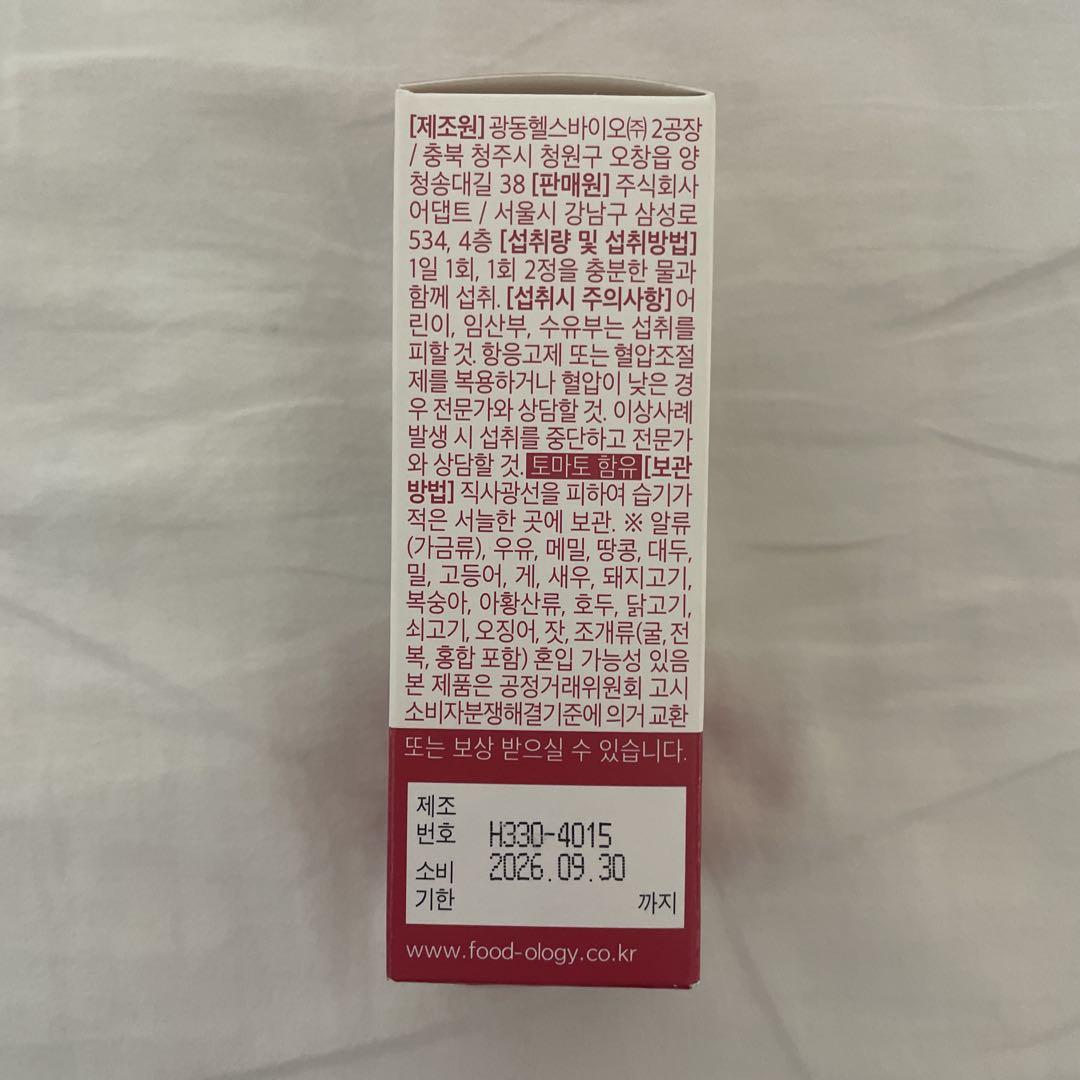 [제조원] 광동헬스바이오㈜ 2공장
/ 충북 청주시 청원구 오창읍 양
청송대길 38 [판매원] 주식회사
어댑트 / 서울시 강남구 삼성로
534, 4층 [섭취량 및 섭취방법]
1일 1회, 1회 2정을 충분한 물과
함께 섭취. [섭취시 주의사항] 어
린이, 임산부, 수유부는 섭취를
피할 것. 항응고제 또는 혈압조절
제를 복용하거나 혈압이 낮은 경
우 전문가와 상담할 것. 이상사례
발생 시 섭취를 중단하고 전문가
와 상담할 것. 토마토 함유 [보관
방법] 직사광선을 피하여 습기가
적은 서늘한 곳에 보관. ※ 알류
(가금류), 우유, 메밀, 땅콩, 대두,
밀, 고등어, 게, 새우, 돼지고기,
복숭아, 아황산류, 호두, 닭고기,
쇠고기, 오징어, 잣, 조개류(굴, 전
복, 홍합 포함) 혼입 가능성 있음
본 제품은 공정거래위원회 고시
소비자분쟁해결기준에 의거 교환
또는 보상 받으실 수 있습니다.
제조
번호 H330-4015
소비 2026.09.30
기한 까지
www.food-ology.co.kr